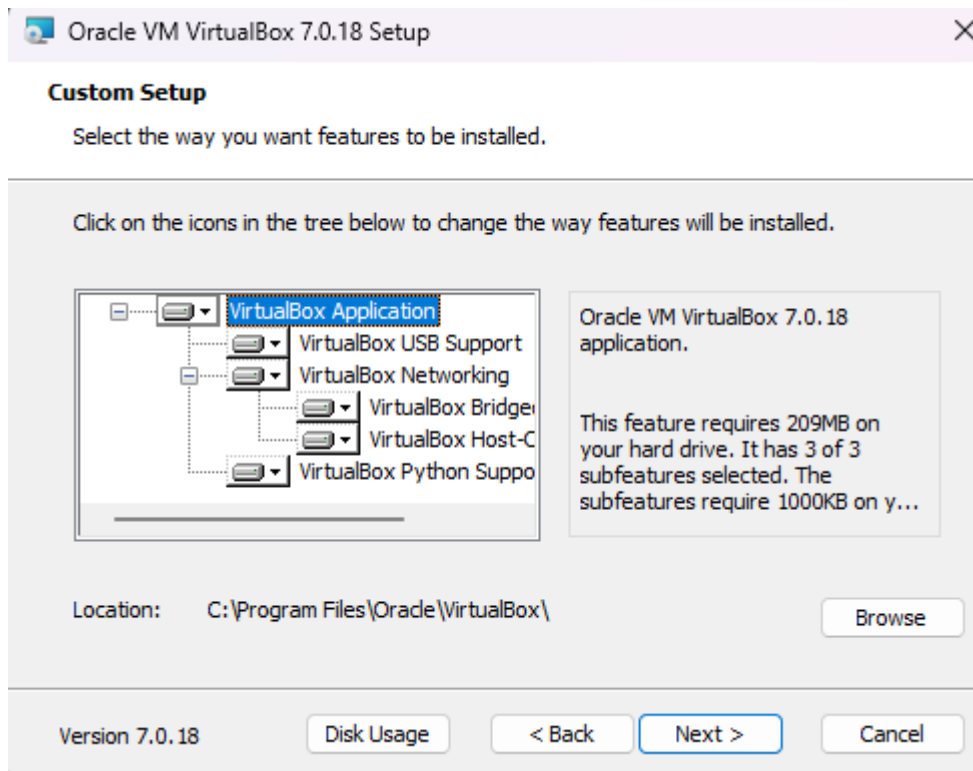 Oracle VM VirtualBox 7.0.18 Setup
Custom Setup
Select the way you want features to be installed.
Click on the icons in the tree below to change the way features will be installed.
VirtualBox Application
VirtualBox USB Support
VirtualBox Networking
VirtualBox Bridge
VirtualBox Host-C
VirtualBox Python Suppo
Oracle VM VirtualBox 7.0.18
application.
This feature requires 209MB on
your hard drive. It has 3 of 3
subfeatures selected. The
subfeatures require 1000KB on y...
Location: C:\Program Files\Oracle\VirtualBox\
Browse
Version 7.0.18 Disk Usage < Back Next > Cancel